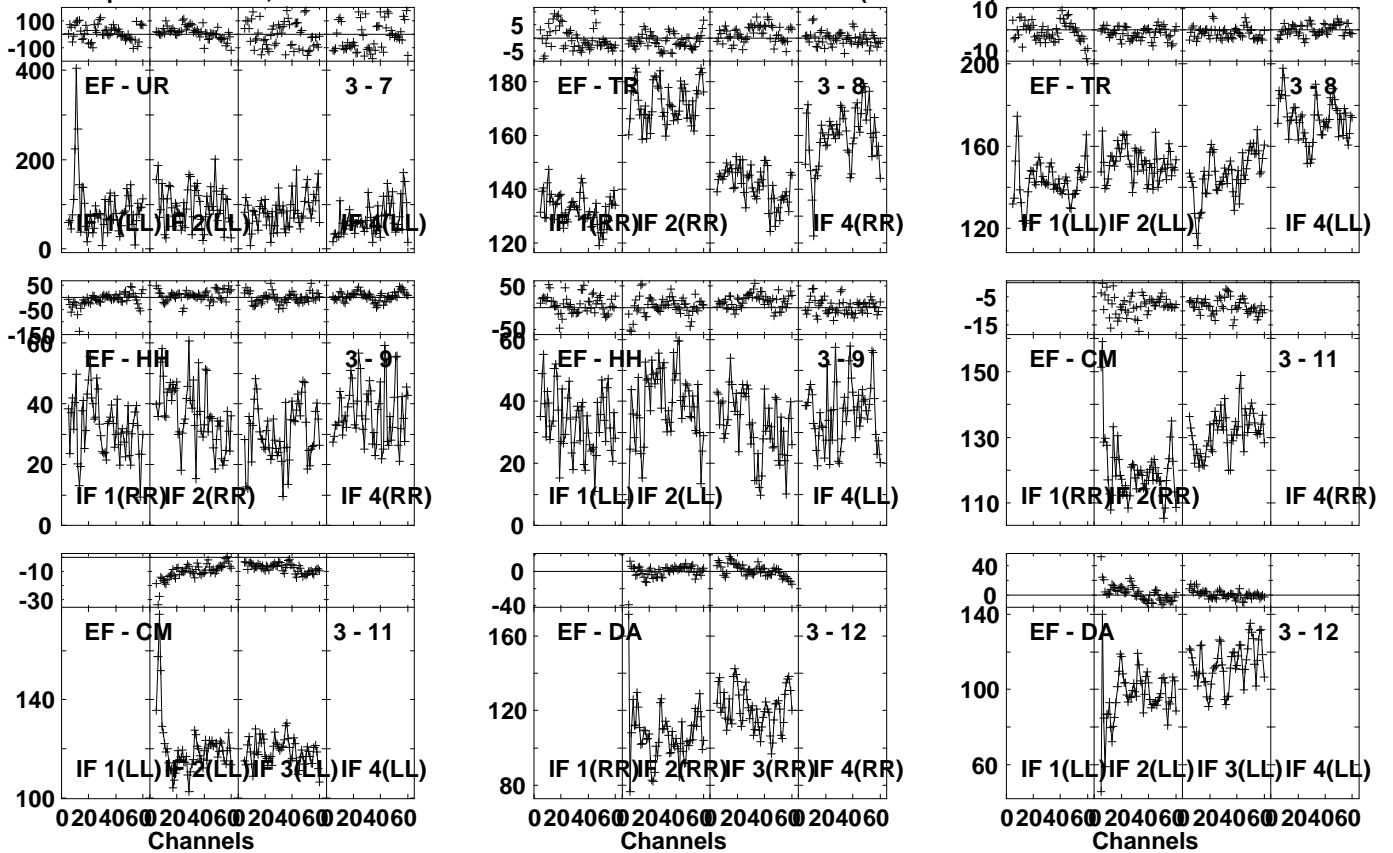 100
-100
5
-5
10
-10
400
EF - UR 3 - 7
180
EF - TR 3 - 8
200
EF - TR 3 - 8
200
160
160
140
0
IF 1(LL) IF 2(LL) IF 4(LL)
120
IF 1(RR) IF 2(RR) IF 4(RR)
120
IF 1(LL) IF 2(LL) IF 4(LL)
50
-50
-150
50
-50
-5
-15
60
EF - HH 3 - 9
60
EF - HH 3 - 9
150
EF - CM 3 - 11
40
40
130
20
20
110
IF 1(RR) IF 2(RR) IF 4(RR)
IF 1(LL) IF 2(LL) IF 4(LL)
IF 1(RR) IF 2(RR) IF 4(RR)
0
0
-10
-30
0
-40
40
0
EF - CM 3 - 11
160
EF - DA 3 - 12
140
EF - DA 3 - 12
140
120
100
IF 1(LL) IF 2(LL) IF 3(LL) IF 4(LL)
IF 1(RR) IF 2(RR) IF 3(RR) IF 4(RR)
60
IF 1(LL) IF 2(LL) IF 3(LL) IF 4(LL)
100
80
0 20 40 60 0 20 40 60 0 20 40 60 0 20 40 60
0 20 40 60 0 20 40 60 0 20 40 60 0 20 40 60
0 20 40 60 0 20 40 60 0 20 40 60 0 20 40 60
Channels
Channels
Channels